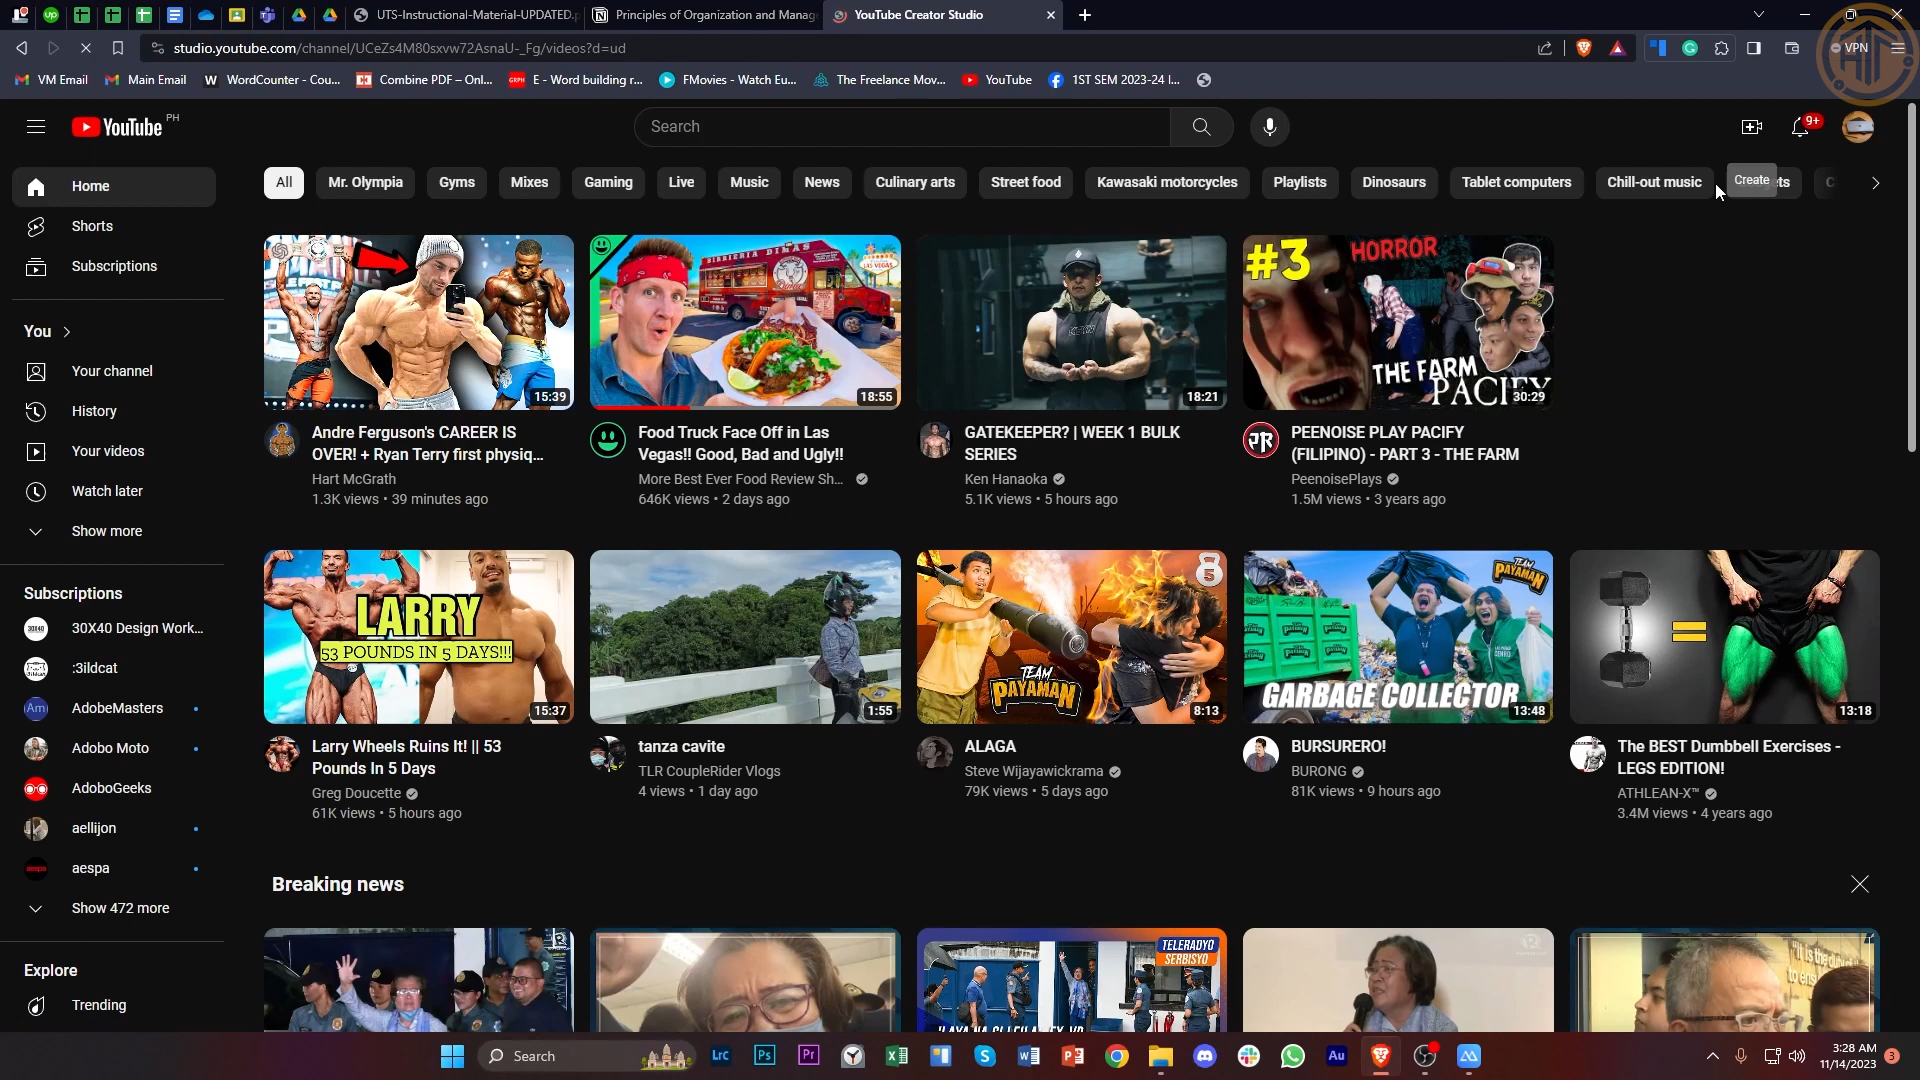 UTS-Instructional-Material-UPDATED.p
Principles of Organization and Manag
YouTube Creator Studio
studio.youtube.com/channel/UCeZs4M80sxvw72AsnaU-_Fg/videos?d=ud
VPN
VM Email
Main Email
WordCounter - Cou...
Combine PDF – Onl...
E - Word building r...
FMovies - Watch Eu...
The Freelance Mov...
YouTube
1ST SEM 2023-24 I...
YouTube PH
Search
9+
Home
Shorts
Subscriptions
You
Your channel
History
Your videos
Watch later
Show more
Subscriptions
30X40 Design Work...
:3ildcat
AdobeMasters
Adobo Moto
AdoboGeeks
aellijon
aespa
Show 472 more
Explore
Trending
All
Mr. Olympia
Gyms
Mixes
Gaming
Live
Music
News
Culinary arts
Street food
Kawasaki motorcycles
Playlists
Dinosaurs
Tablet computers
Chill-out music
Create
ts
15:39
Andre Ferguson's CAREER IS
OVER! + Ryan Terry first physiq...
Hart McGrath
1.3K views • 39 minutes ago
BIRRIERIA DIMAS
LAS VEGAS
18:55
Food Truck Face Off in Las
Vegas!! Good, Bad and Ugly!!
More Best Ever Food Review Sh...
646K views • 2 days ago
18:21
GATEKEEPER? | WEEK 1 BULK
SERIES
Ken Hanaoka
5.1K views • 5 hours ago
#3
HORROR
THE FARM
PACIFY
30:29
PEENOISE PLAY PACIFY
(FILIPINO) - PART 3 - THE FARM
PeenoisePlays
1.5M views • 3 years ago
LARRY
53 POUNDS IN 5 DAYS!!!
15:37
Larry Wheels Ruins It! || 53
Pounds In 5 Days
Greg Doucette
61K views • 5 hours ago
1:55
tanza cavite
TLR CoupleRider Vlogs
4 views • 1 day ago
5
TEAM
PAYAMAN
8:13
ALAGA
Steve Wijayawickrama
79K views • 5 days ago
TEAM
PAYAMAN
GARBAGE COLLECTOR
13:48
BURSURERO!
BURONG
81K views • 9 hours ago
13:18
The BEST Dumbbell Exercises -
LEGS EDITION!
ATHLEAN-X™
3.4M views • 4 years ago
Breaking news
TELERADYO
SERBISYO
Search
LrC
Ps
Pr
Au
3:28 AM
11/14/2023
3